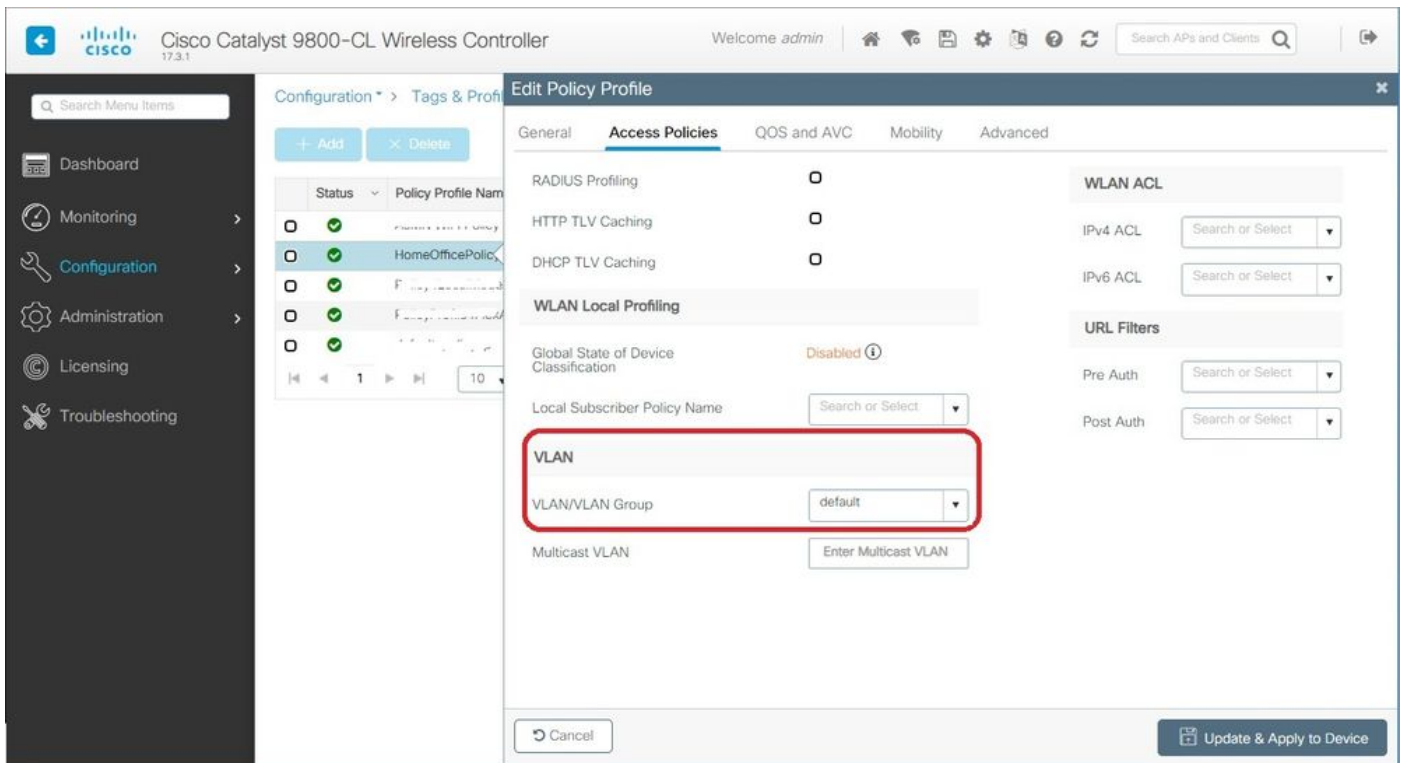 CISCO
Cisco Catalyst 9800-CL Wireless Controller
17.3.1
Welcome admin
Search APs and Clients
Search Menu Items
Dashboard
Monitoring
Configuration
Administration
Licensing
Troubleshooting
Configuration * > Tags & Profil
+ Add
× Delete
Status
Policy Profile Nam
HomeOfficePolicy
1
10
Edit Policy Profile
General
Access Policies
QOS and AVC
Mobility
Advanced
RADIUS Profiling
HTTP TLV Caching
DHCP TLV Caching
WLAN Local Profiling
Global State of Device
Classification
Disabled
Local Subscriber Policy Name
Search or Select
VLAN
VLAN/VLAN Group
default
Multicast VLAN
Enter Multicast VLAN
WLAN ACL
IPv4 ACL
Search or Select
IPv6 ACL
Search or Select
URL Filters
Pre Auth
Search or Select
Post Auth
Search or Select
Cancel
Update & Apply to Device